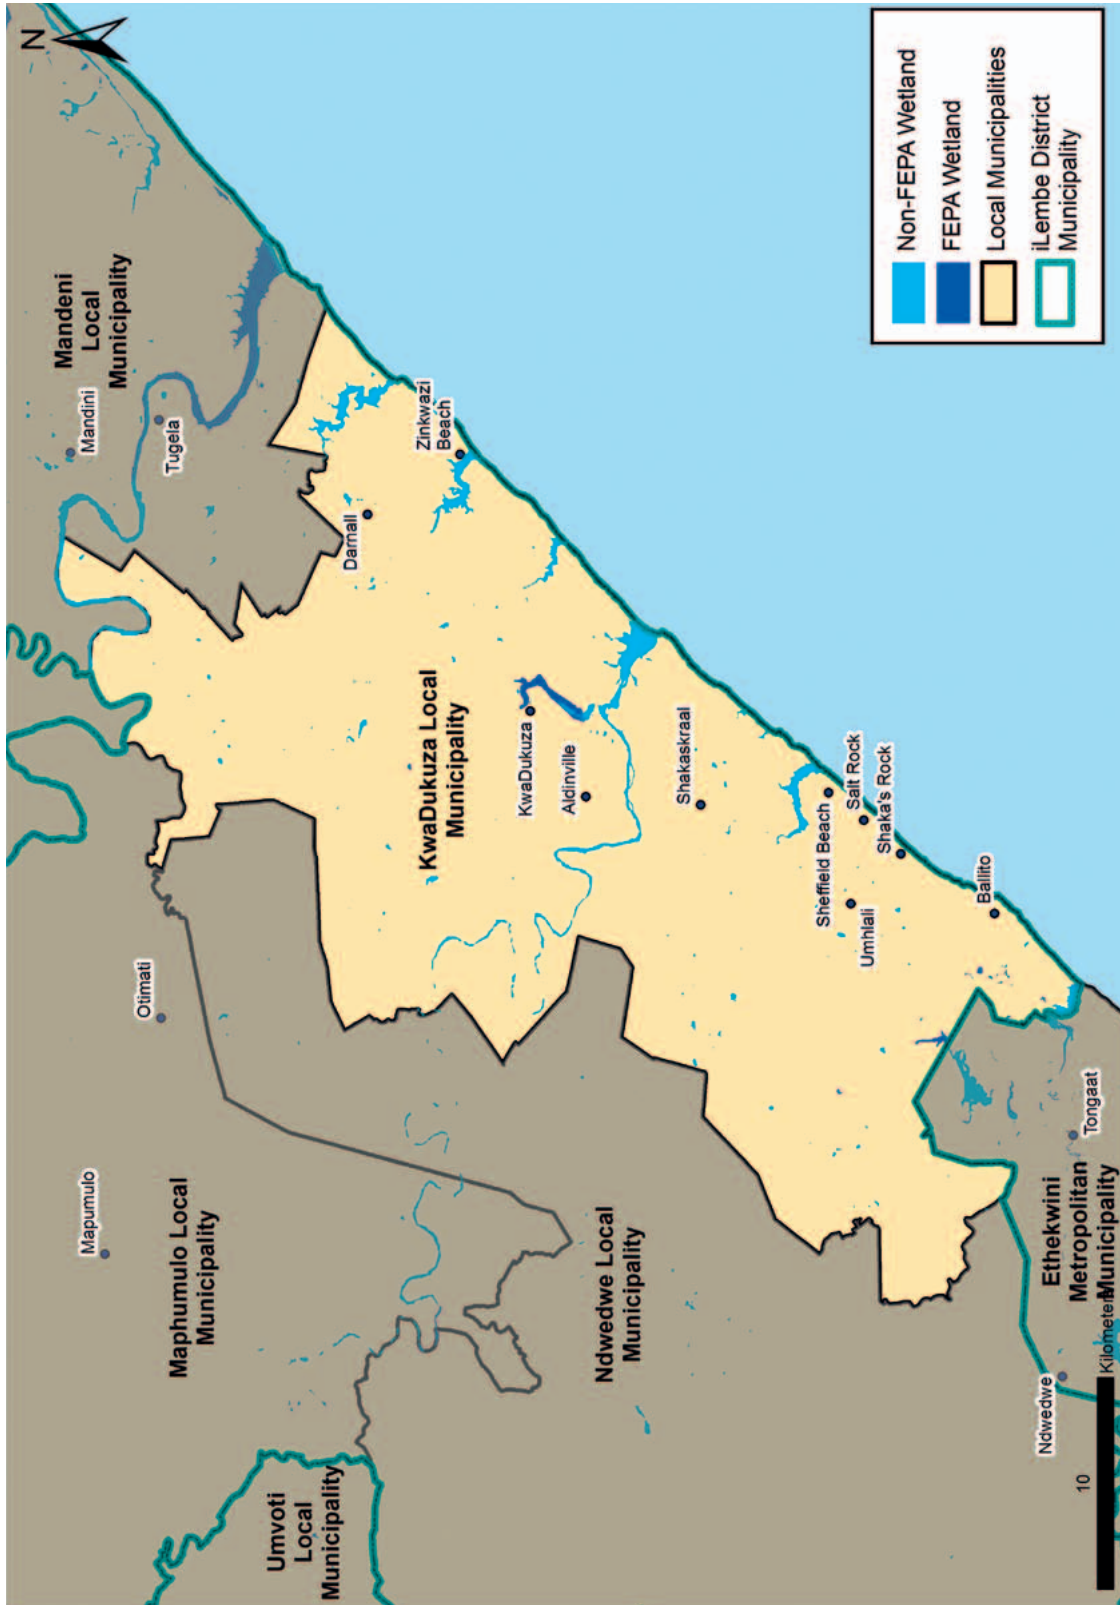 N
Mandini
Mandeni
Local
Municipality
Mapumulo
Otimati
Tugela
Maphumulo Local
Municipality
Umvoti
Local
Municipality
Darnall
KwaDukuza Local
Municipality
Zinkwazi
Beach
KwaDukuza
Aldinville
Ndwedwe Local
Municipality
Shakaskraal
Sheffield Beach
Salt Rock
Umhlali
Shaka's Rock
Ballito
Ndwedwe
Ethekwini
Metropolitan
Municipality
Tongaat
10
Kilometers
Non-FEPA Wetland
FEPA Wetland
Local Municipalities
iLembe District
Municipality